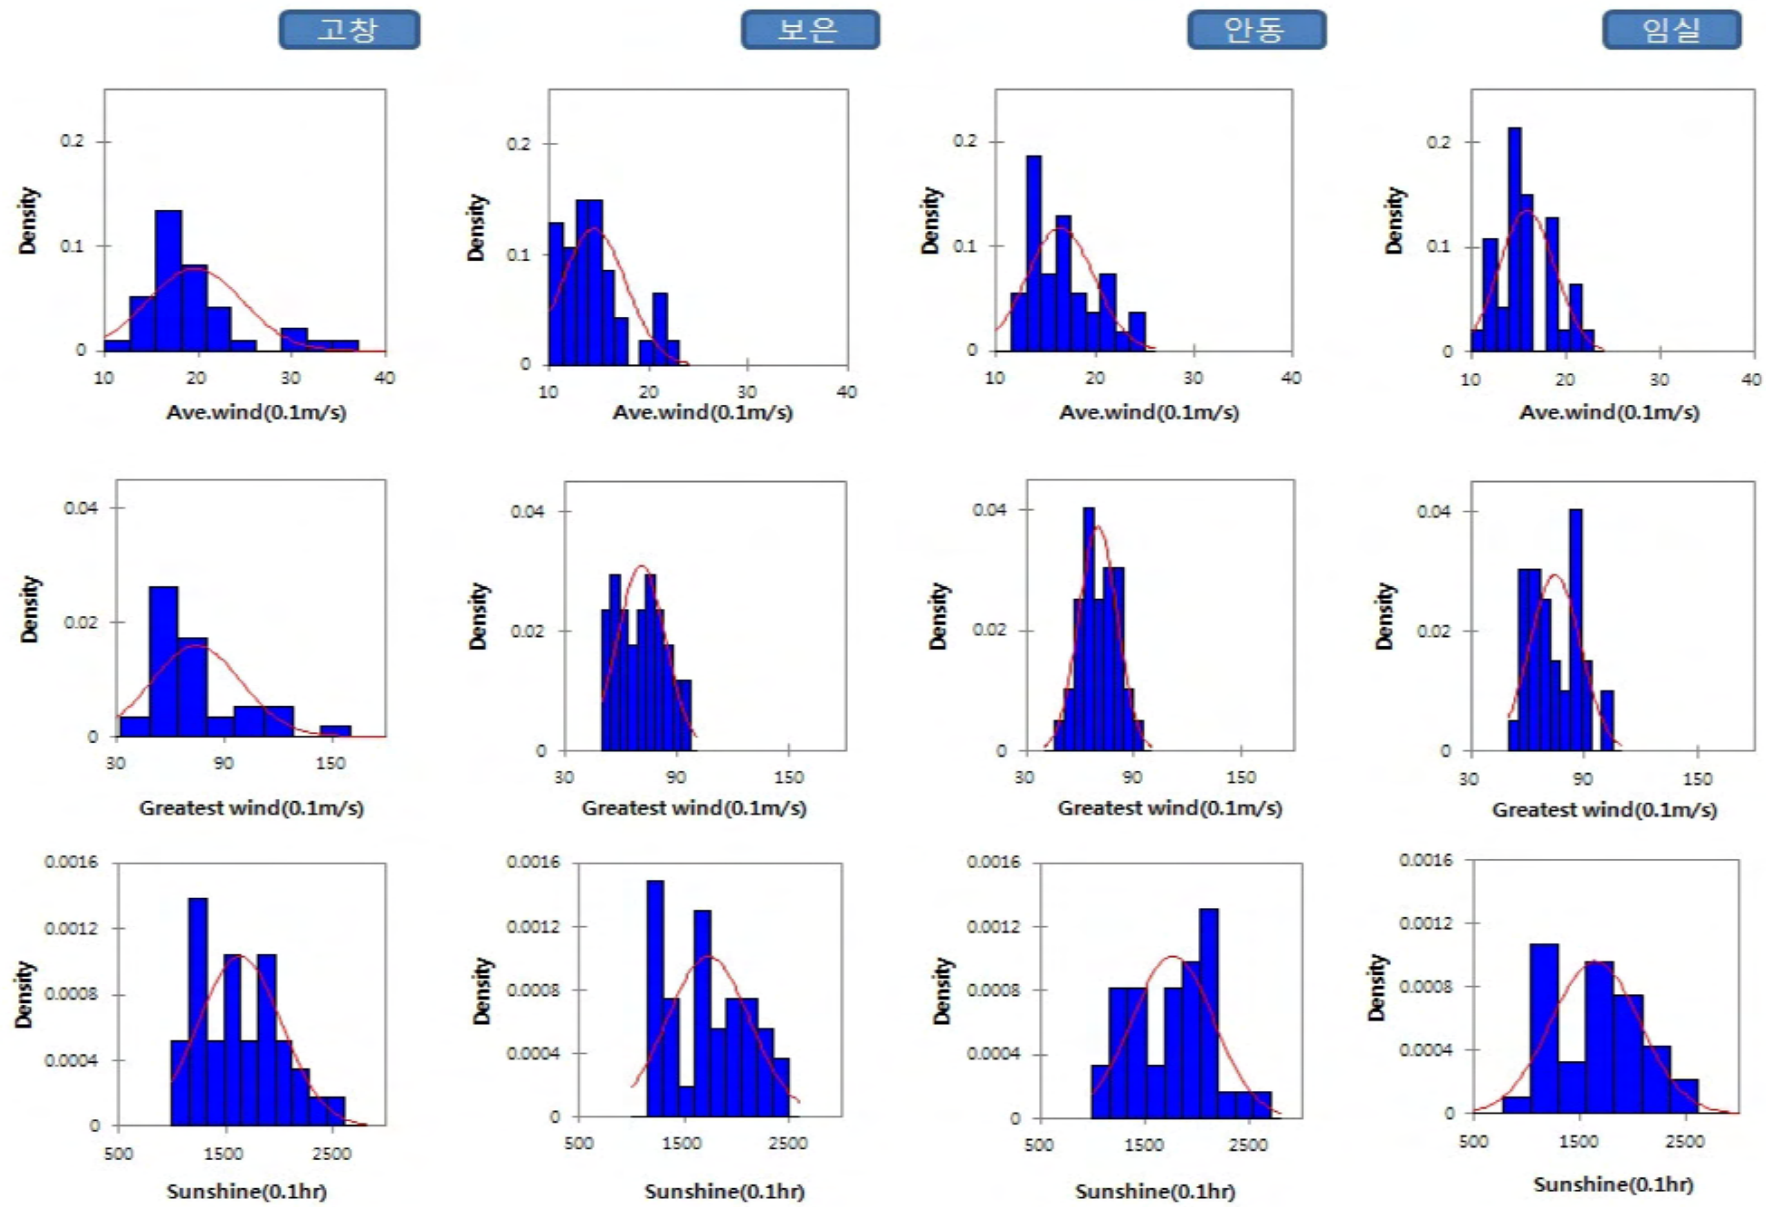 고창 보은 안동 임실
Density 0.2 0.1 0 10 20 30 40 Ave.wind(0.1m/s)
Density 0.2 0.1 0 10 20 30 40 Ave.wind(0.1m/s)
Density 0.2 0.1 0 10 20 30 40 Ave.wind(0.1m/s)
Density 0.2 0.1 0 10 20 30 40 Ave.wind(0.1m/s)
Density 0.04 0.02 0 30 90 150 Greatest wind(0.1m/s)
Density 0.04 0.02 0 30 90 150 Greatest wind(0.1m/s)
Density 0.04 0.02 0 30 90 150 Greatest wind(0.1m/s)
Density 0.04 0.02 0 30 90 150 Greatest wind(0.1m/s)
Density 0.0016 0.0012 0.0008 0.0004 0 500 1500 2500 Sunshine(0.1hr)
Density 0.0016 0.0012 0.0008 0.0004 0 500 1500 2500 Sunshine(0.1hr)
Density 0.0016 0.0012 0.0008 0.0004 0 500 1500 2500 Sunshine(0.1hr)
Density 0.0016 0.0012 0.0008 0.0004 0 500 1500 2500 Sunshine(0.1hr)